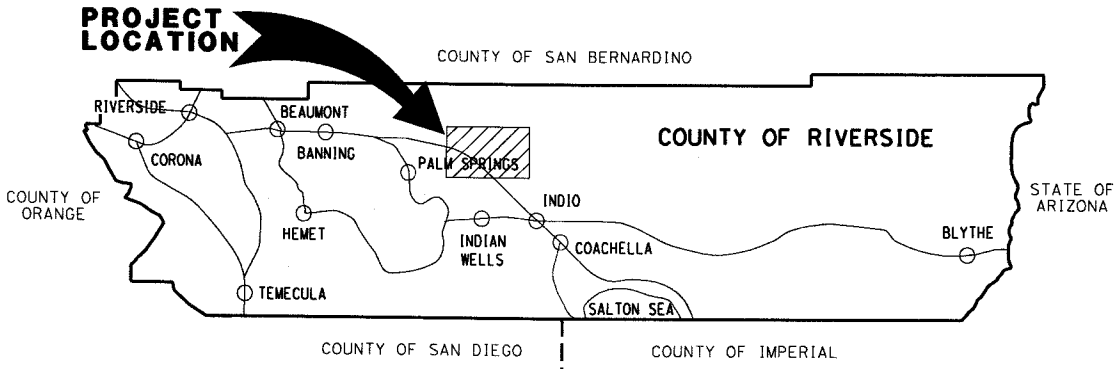 PROJECT
LOCATION
COUNTY OF SAN BERNARDINO
RIVERSIDE
BEAUMONT
COUNTY OF RIVERSIDE
BANNING
CORONA
PALM SPRINGS
COUNTY OF
ORANGE
STATE OF
ARIZONA
INDIO
HEMET
INDIAN
WELLS
COACHELLA
BLYTHE
TEMECULA
SALTON SEA
COUNTY OF SAN DIEGO
COUNTY OF IMPERIAL